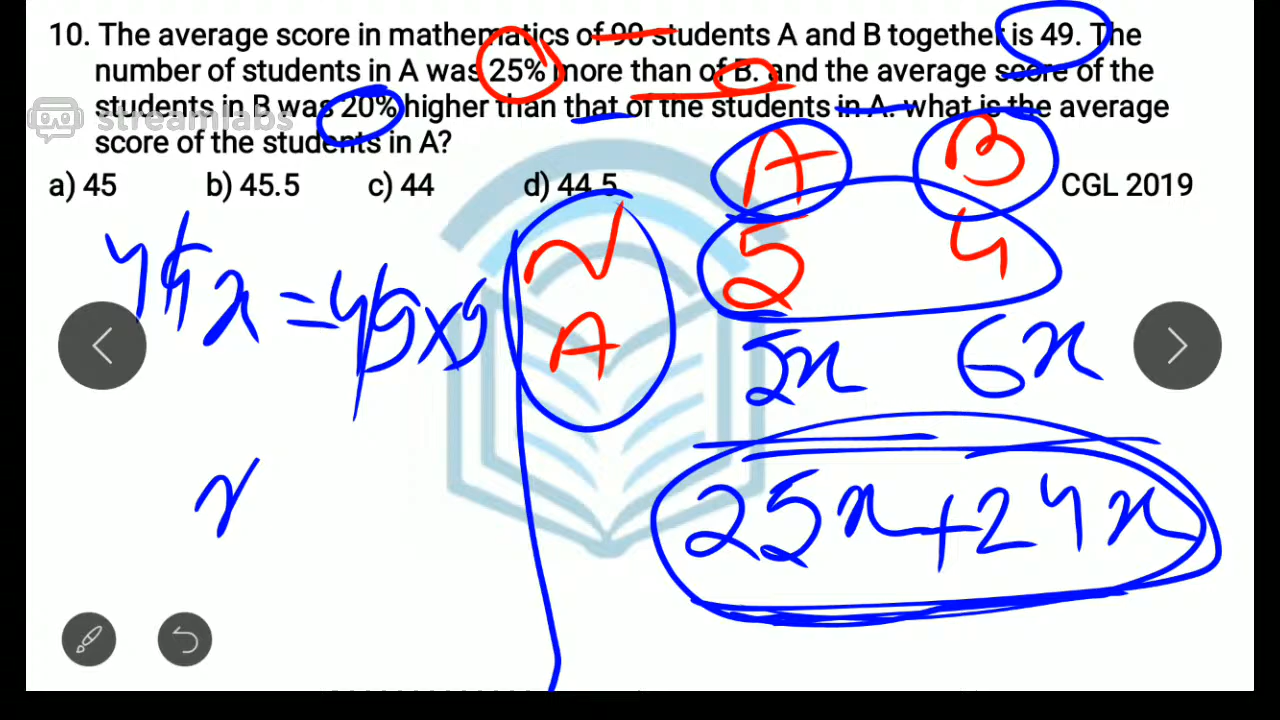 10. The average score in mathematics of 90 students A and B together is 49. The
number of students in A was 25% more than of B. and the average score of the
students in B was 20% higher than that of the students in A. what is the average
streamlabs
score of the students in A?
a) 45 b) 45.5 c) 44 d) 44.5 CGL 2019
A B
N 5 4
49x = 49 × 9
A 5x 6x
x
25x + 24x